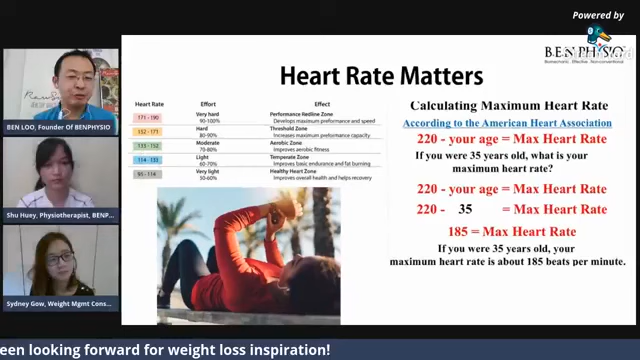 Powered by
BENPHYSIO
Biomechanic. Effective. Nonconventional
Heart Rate Matters
Heart Rate Effort Effect
171 - 190 Very hard 90-100% Performance Redline Zone
Develops maximum performance and speed
152 - 171 Hard 80-90% Threshold Zone
Increases maximum performance capacity
133 - 152 Moderate 70-80% Aerobic Zone
Improves aerobic fitness
114 - 133 Light 60-70% Temperate Zone
Improves basic endurance and fat burning
95 - 114 Very light 50-60% Healthy Heart Zone
Improves overall health and recovery
Calculating Maximum Heart Rate
According to the American Heart Association
220 - your age = Max Heart Rate
If you were 35 years old, what is your
maximum heart rate?
220 - your age = Max Heart Rate
220 - 35 = Max Heart Rate
185 = Max Heart Rate
If you were 35 years old, your
maximum heart rate is about 185 beats per minute.
BEN LOO, Founder Of BENPHYSIO
Shu Huey, Physiotherapist, BENP...
Sydney Gow, Weight Mgmt Cons...
een looking forward for weight loss inspiration!